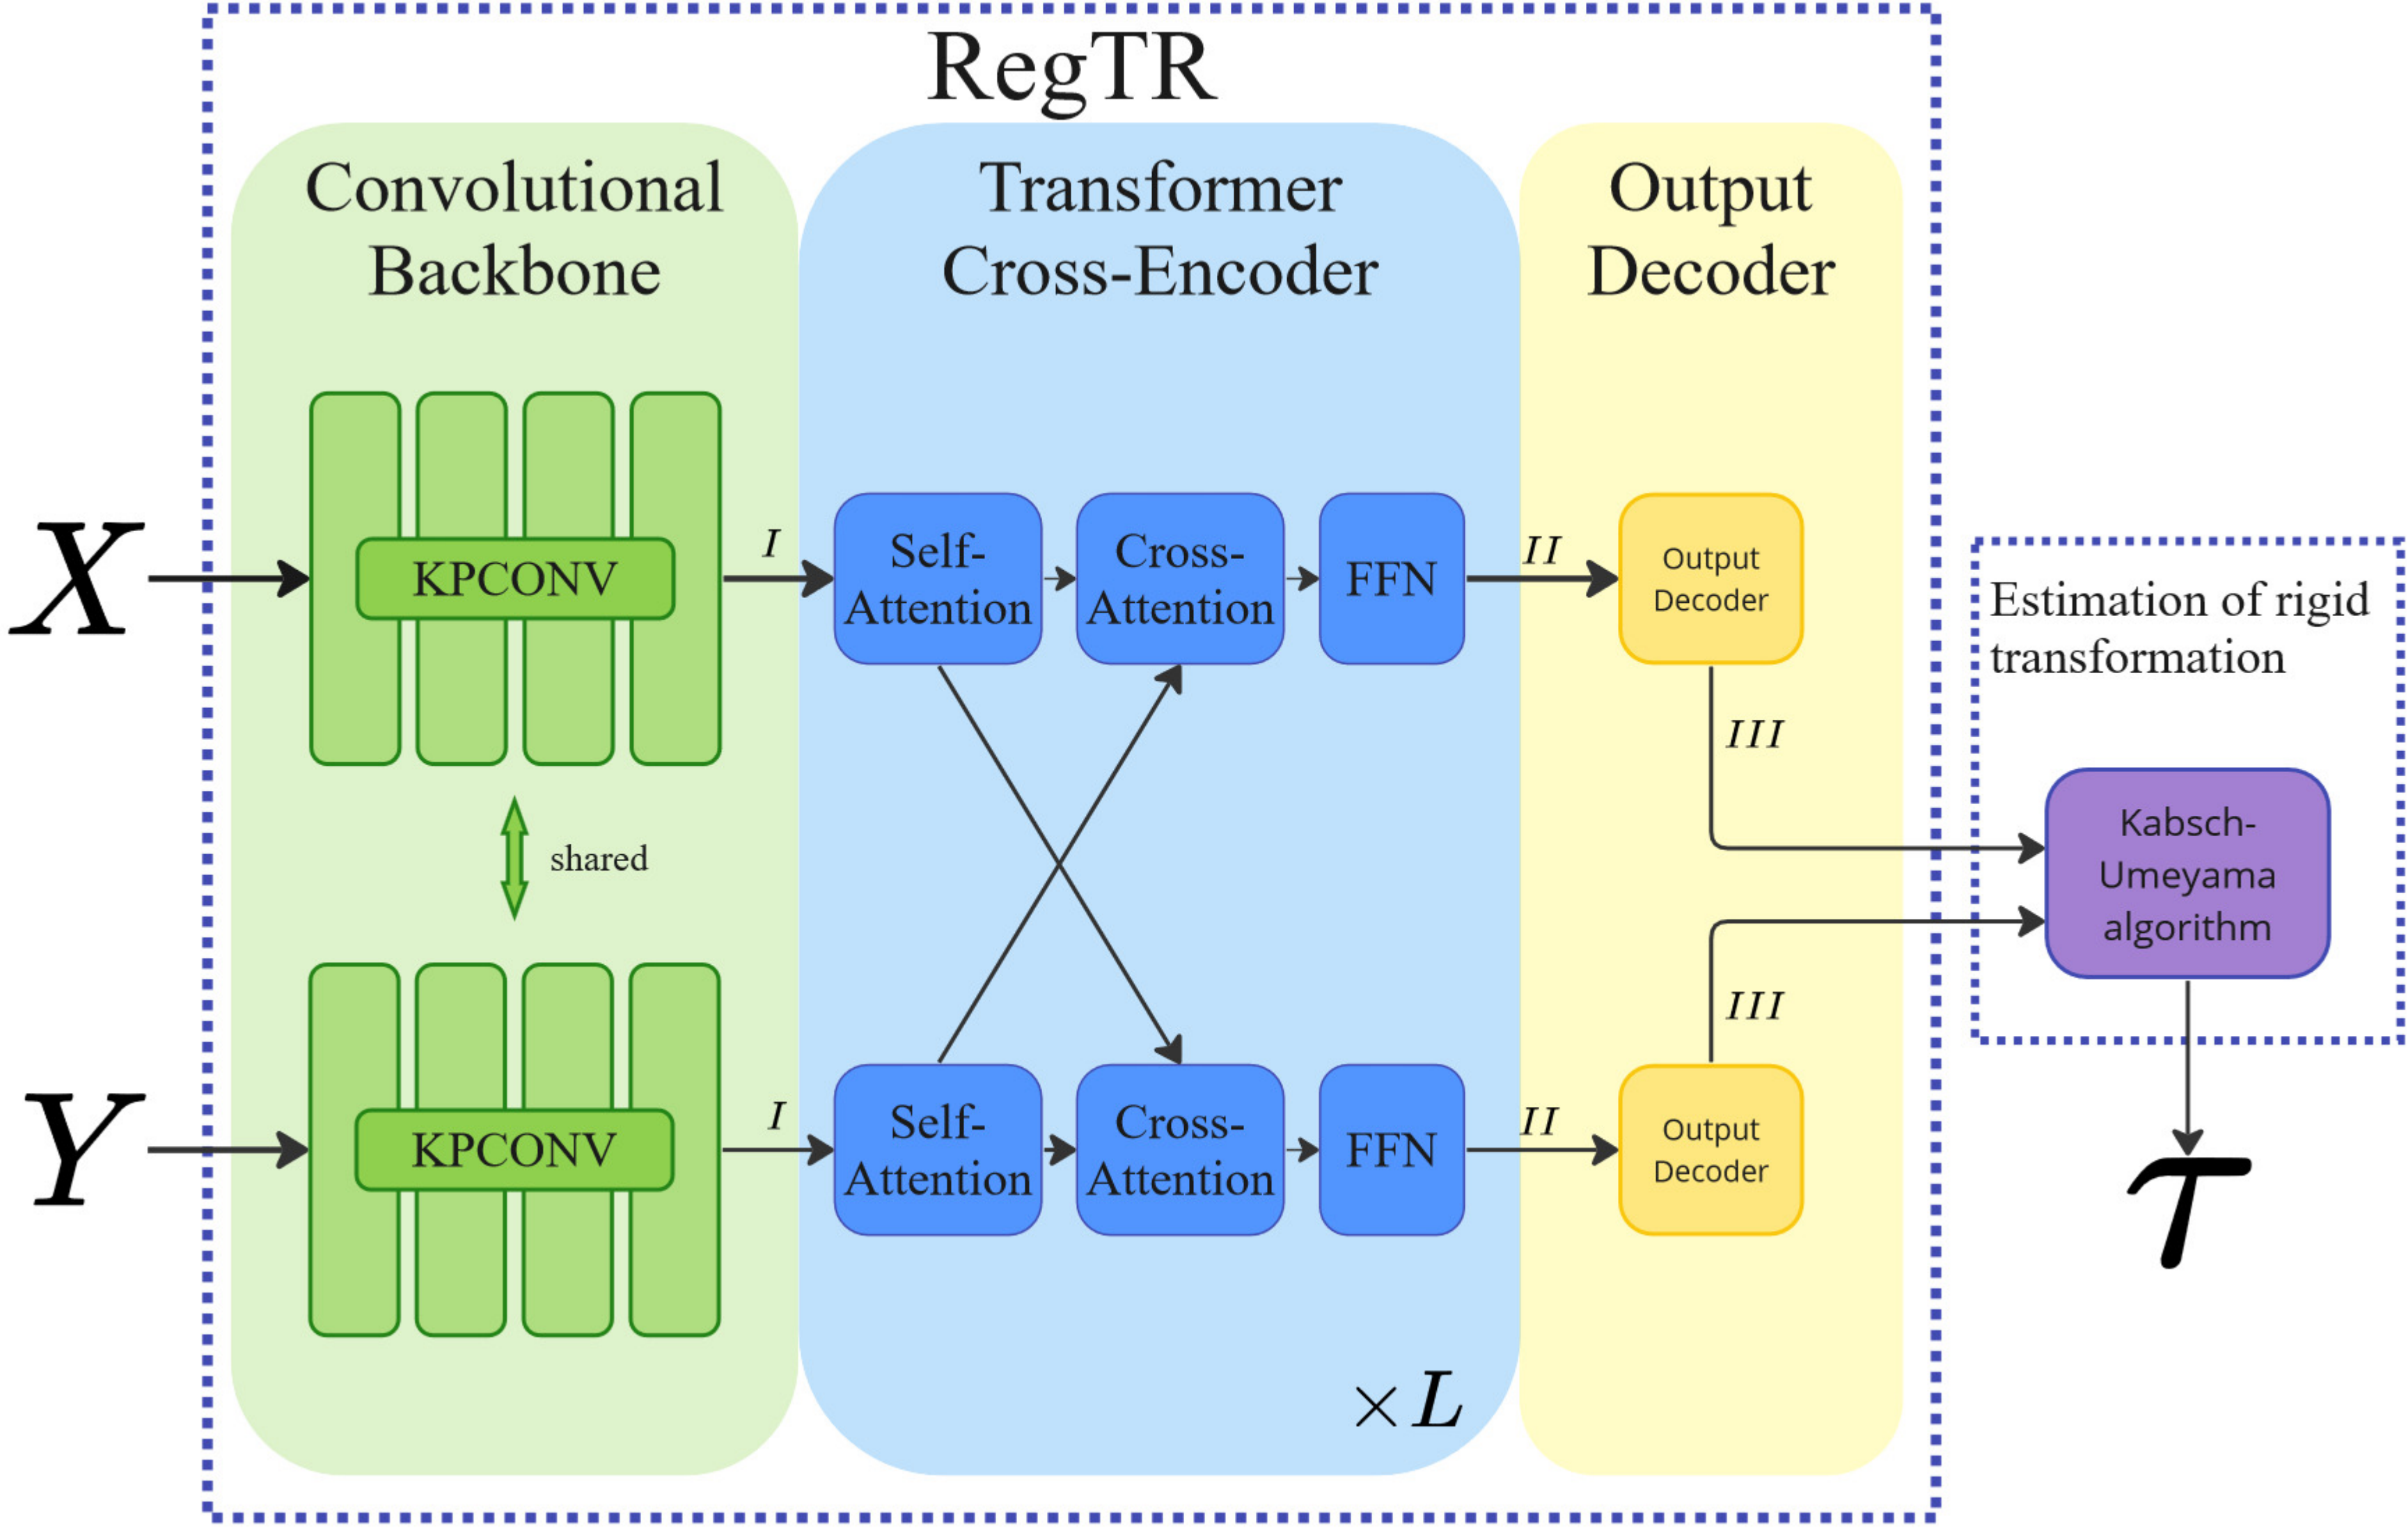 RegTR
Convolutional
Backbone
Transformer
Cross-Encoder
Output
Decoder
X
KPCONV
I
Self-
Attention
Cross-
Attention
FFN
II
Output
Decoder
III
Estimation of rigid
transformation
shared
Kabsch-
Umeyama
algorithm
Y
KPCONV
I
Self-
Attention
Cross-
Attention
FFN
II
Output
Decoder
III
𝒯
×L